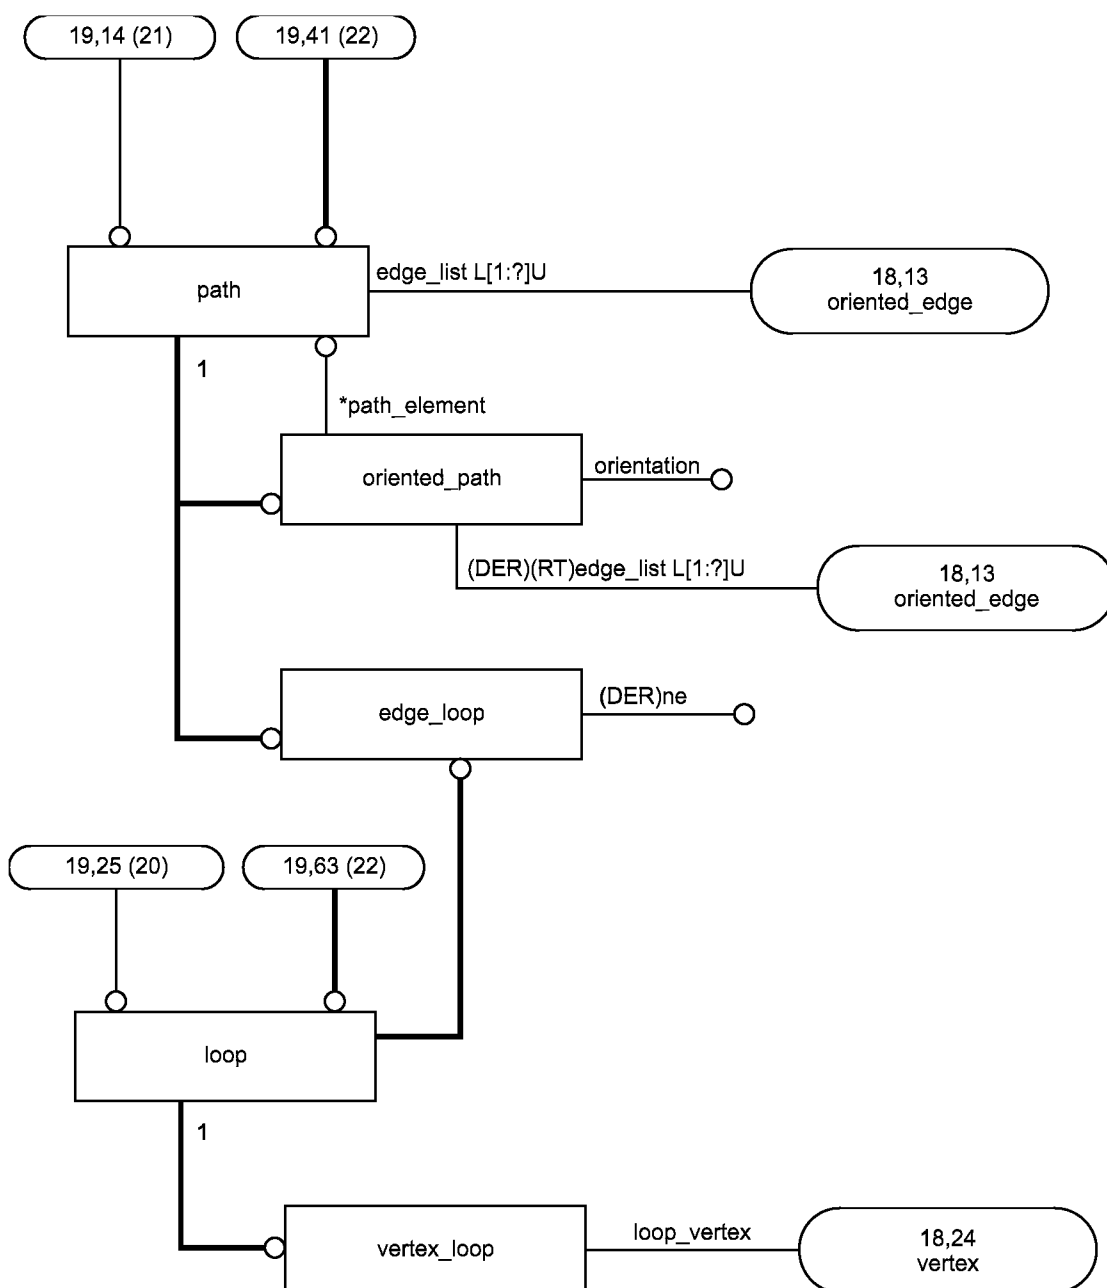 19,14 (21)
19,41 (22)
path
edge_list L[1:?]U
18,13
oriented_edge
1
*path_element
oriented_path
orientation
(DER)(RT)edge_list L[1:?]U
18,13
oriented_edge
edge_loop
(DER)ne
19,25 (20)
19,63 (22)
loop
1
vertex_loop
loop_vertex
18,24
vertex